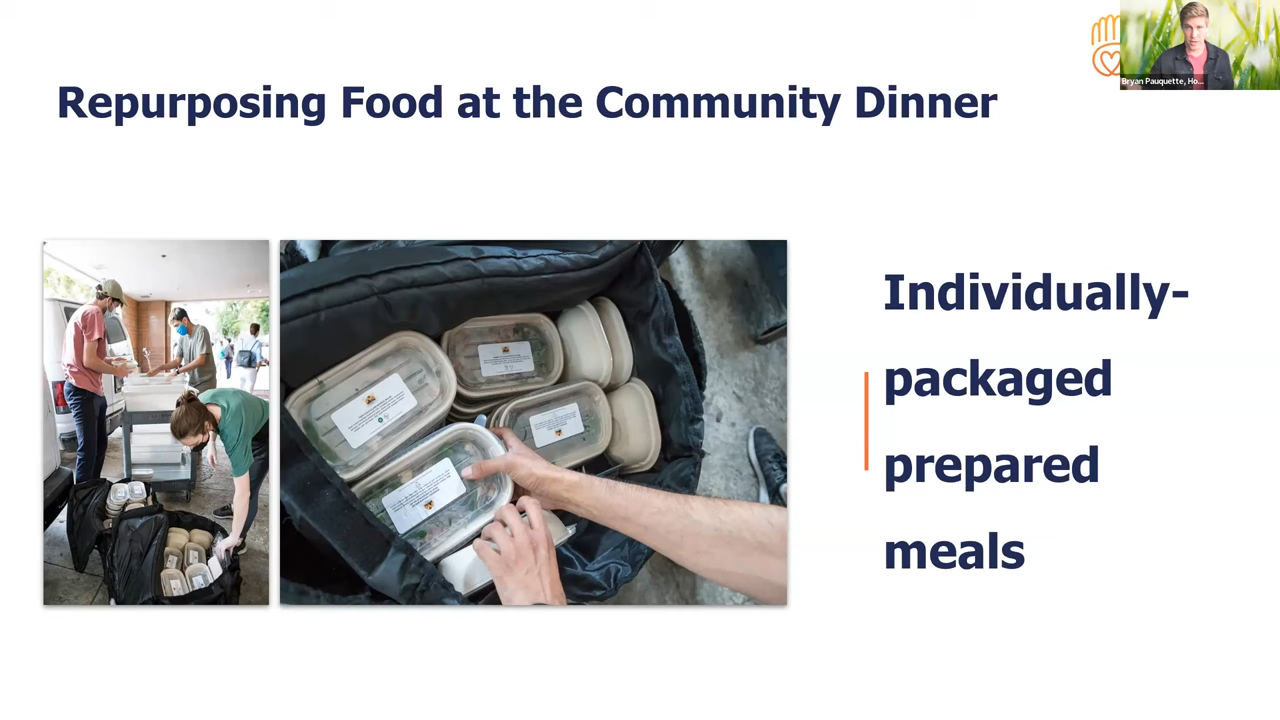 Repurposing Food at the Community Dinner
Bryan Pauquette, Ho...
Individually-
packaged
prepared
meals